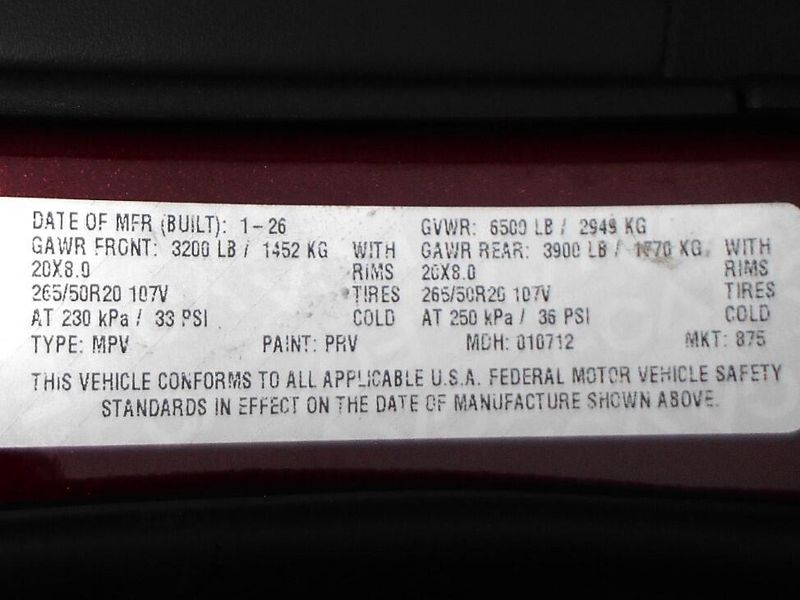 DATE OF MFR (BUILT): 1-26 GVWR: 6500 LB / 2949 KG
GAWR FRONT: 3200 LB / 1452 KG WITH GAWR REAR: 3900 LB / 1770 KG WITH
20X8.0 RIMS 20X8.0 RIMS
265/50R20 107V TIRES 265/50R20 107V TIRES
AT 230 kPa / 33 PSI COLD AT 250 kPa / 36 PSI COLD
TYPE: MPV PAINT: PRV MDH: 010712 MKT: 875
THIS VEHICLE CONFORMS TO ALL APPLICABLE U.S.A. FEDERAL MOTOR VEHICLE SAFETY
STANDARDS IN EFFECT ON THE DATE OF MANUFACTURE SHOWN ABOVE.